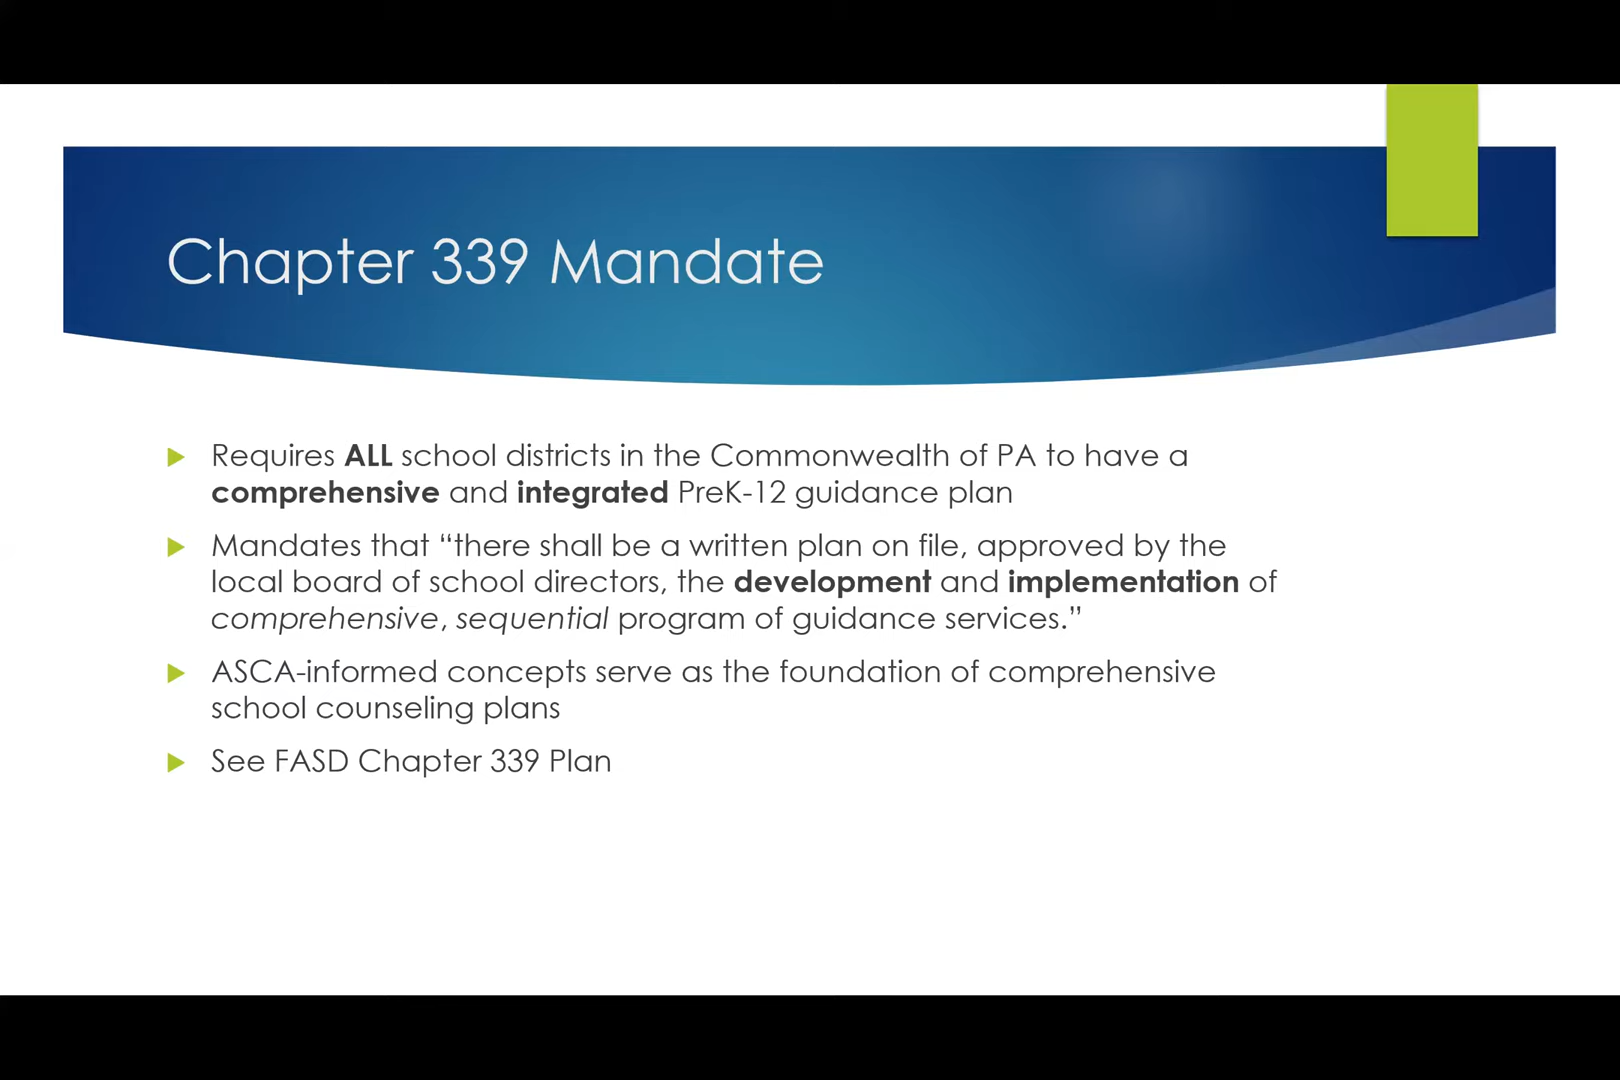 Chapter 339 Mandate
Requires ALL school districts in the Commonwealth of PA to have a
comprehensive and integrated PreK-12 guidance plan
Mandates that “there shall be a written plan on file, approved by the
local board of school directors, the development and implementation of
comprehensive, sequential program of guidance services.”
ASCA-informed concepts serve as the foundation of comprehensive
school counseling plans
See FASD Chapter 339 Plan